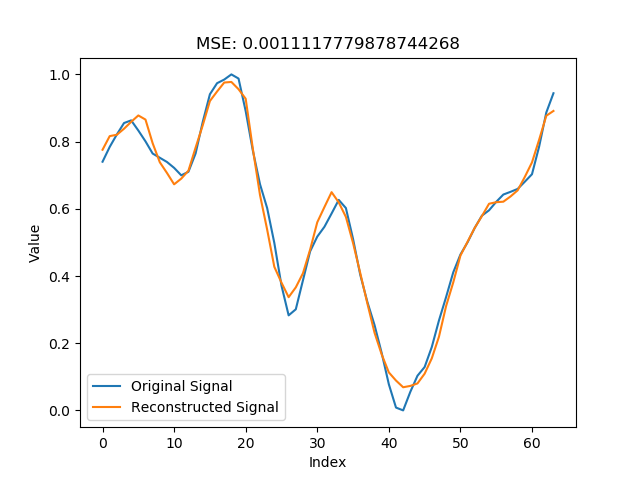 MSE: 0.0011117779878744268
1.0
0.8
0.6
0.4
0.2
0.0
Value
Original Signal
Reconstructed Signal
0 10 20 30 40 50 60
Index